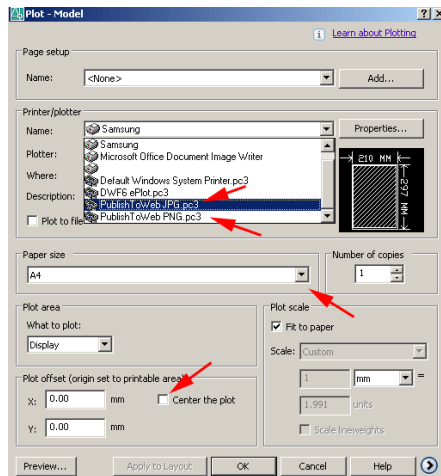 Plot - Model
Learn about Plotting
Page setup
Name: <None> Add...
Printer/plotter
Name: Samsung Properties...
Samsung
Plotter: Microsoft Office Document Image Writer
Where: Default Windows System Printer.pc3
DWF6 ePlot.pc3
Description: PublishToWeb JPG.pc3
Plot to file PublishToWeb PNG.pc3
210 MM
297 MM
Paper size
A4
Number of copies
1
Plot area
What to plot:
Display
Plot scale
Fit to paper
Scale: Custom
1 mm =
1.991 units
Scale lineweights
Plot offset (origin set to printable area)
X: 0.00 mm Center the plot
Y: 0.00 mm
Preview... Apply to Layout OK Cancel Help